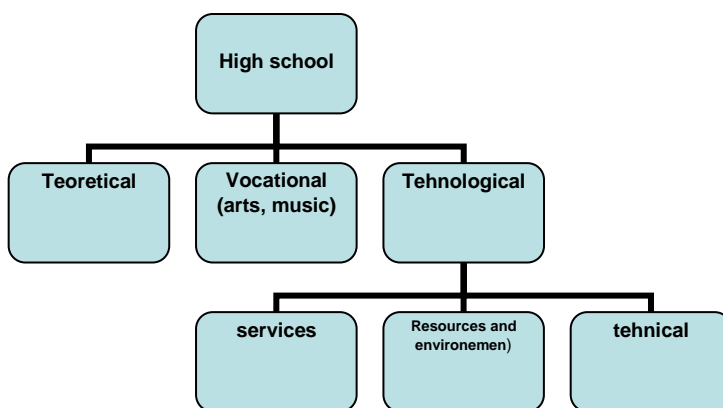 High school
Teoretical
Vocational
(arts, music)
Tehnological
services
Resources and
environemen)
tehnical